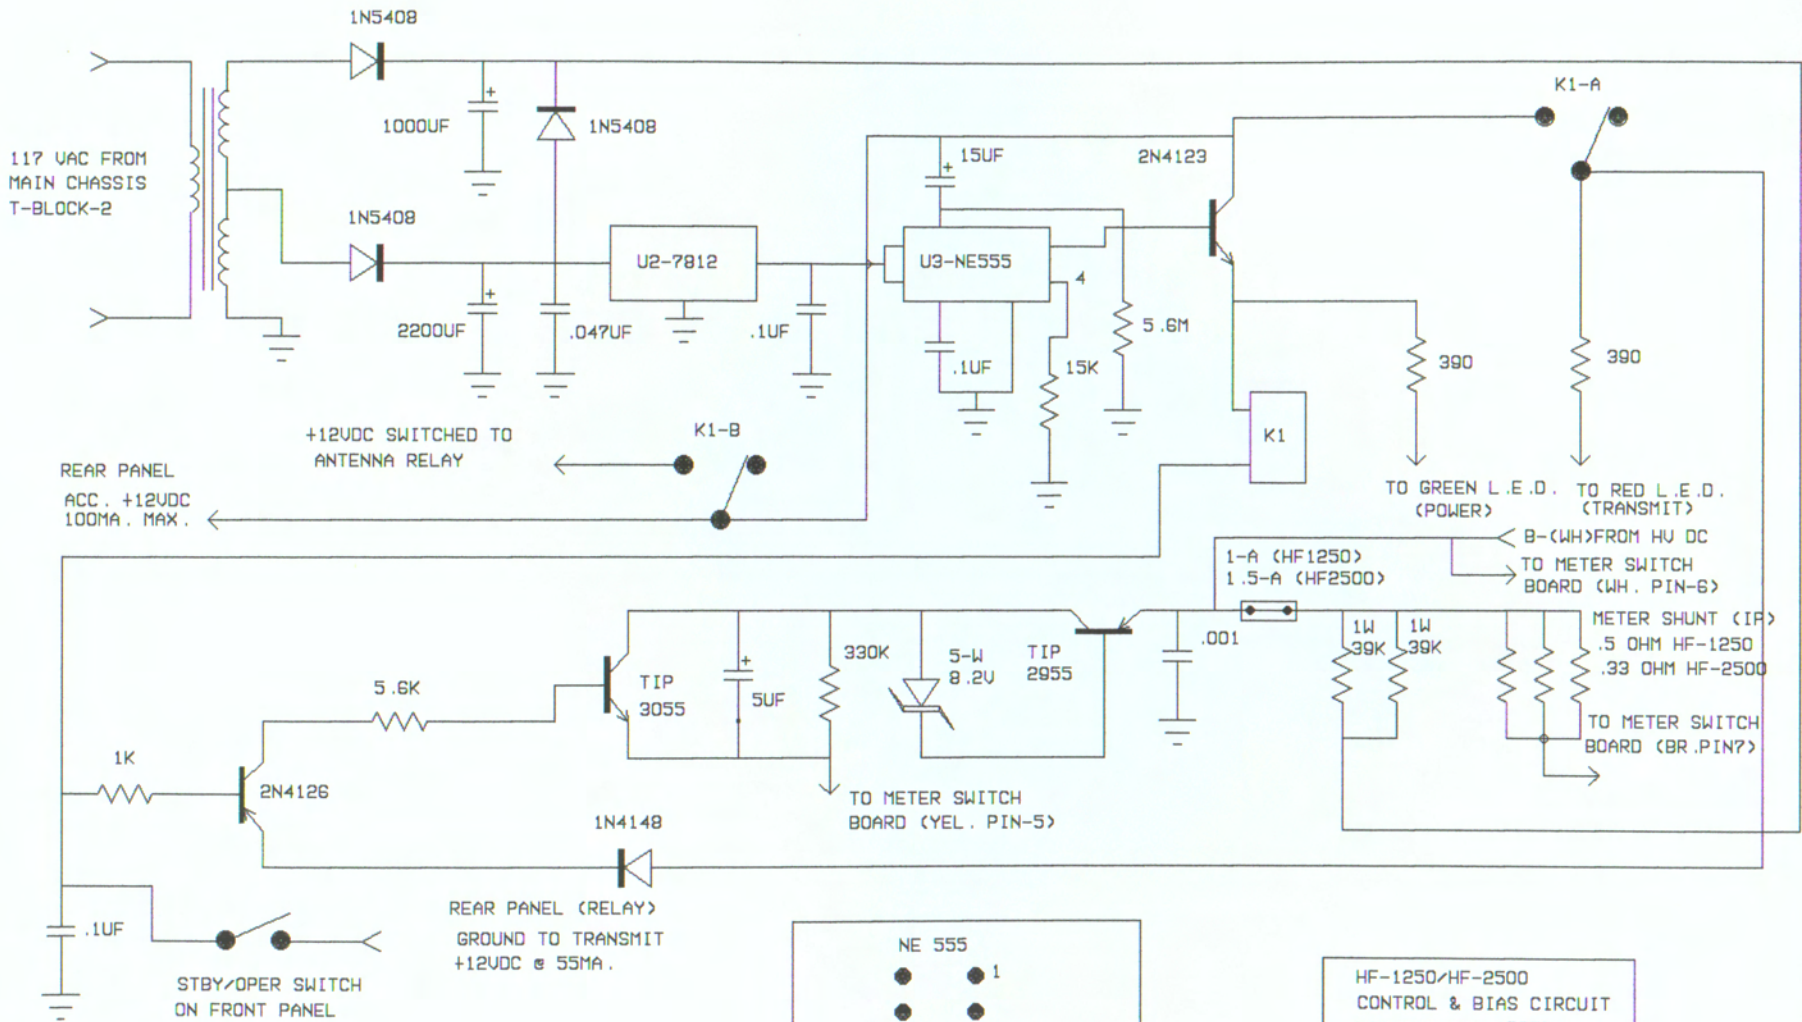 1N5408
K1-A
1000UF
1N5408
15UF
2N4123
117 VAC FROM
MAIN CHASSIS
T-BLOCK-2
1N5408
U2-7812
U3-NE555
4
2200UF
.047UF
.1UF
.1UF
15K
5.6M
390
390
+12VDC SWITCHED TO
ANTENNA RELAY
K1-B
K1
REAR PANEL
ACC. +12VDC
100MA. MAX.
TO GREEN L.E.D.
(POWER)
TO RED L.E.D.
(TRANSMIT)
B-(WH)FROM HV DC
1-A (HF1250)
1.5-A (HF2500)
TO METER SWITCH
BOARD (WH. PIN-6)
METER SHUNT (IP)
.5 OHM HF-1250
.33 OHM HF-2500
1W
39K
1W
39K
.001
TIP
2955
5-W
8.2V
330K
5UF
TIP
3055
5.6K
TO METER SWITCH
BOARD (BR.PIN7)
1K
2N4126
TO METER SWITCH
BOARD (YEL. PIN-5)
1N4148
.1UF
REAR PANEL (RELAY)
GROUND TO TRANSMIT
+12VDC @ 55MA.
STBY/OPER SWITCH
ON FRONT PANEL
NE 555
1
HF-1250/HF-2500
CONTROL & BIAS CIRCUIT